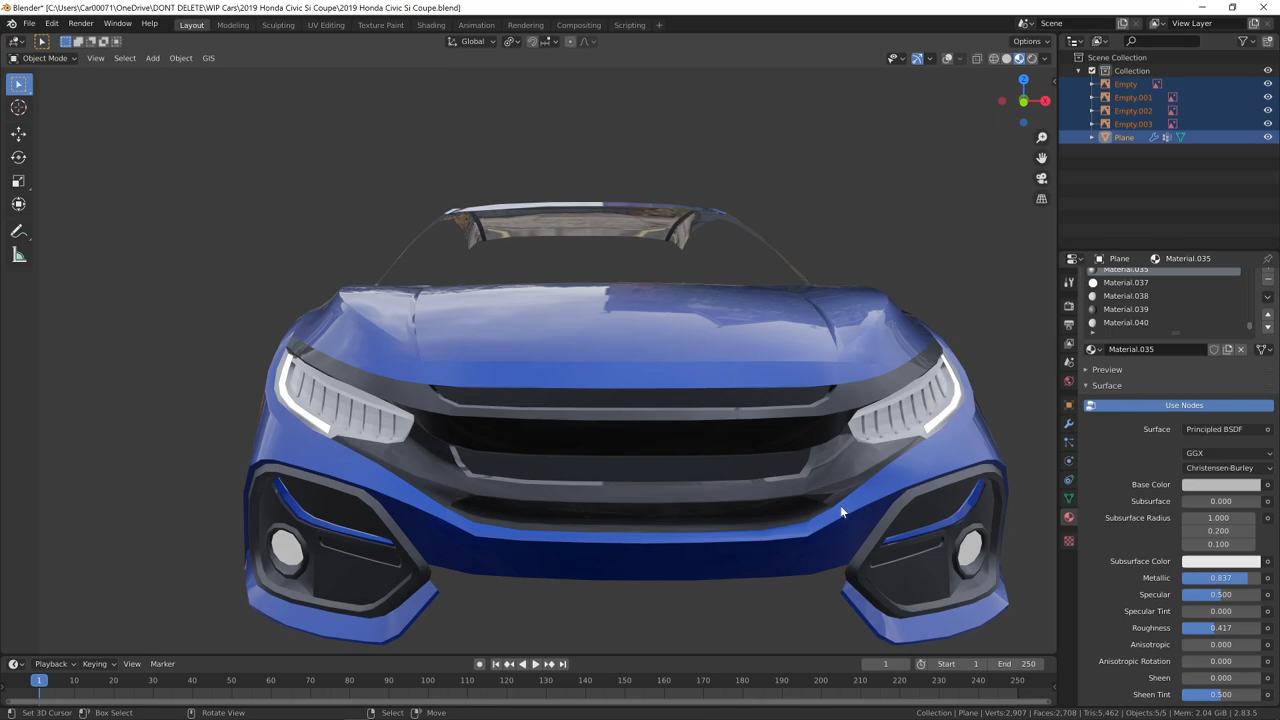 Blender* [C:\Users\Car00071\OneDrive\DONT DELETE\WIP Cars\2019 Honda Civic Si Coupe\2019 Honda Civic Si Coupe.blend]
File Edit Render Window Help Layout Modeling Sculpting UV Editing Texture Paint Shading Animation Rendering Compositing Scripting + Scene View Layer
Global Options
Object Mode View Select Add Object GIS
Scene Collection
Collection
Empty
Empty.001
Empty.002
Empty.003
Plane
Z
X
Plane Material.035
Material.035
Material.037
Material.038
Material.039
Material.040
Material.035
Preview
Surface
Use Nodes
Surface Principled BSDF
GGX
Christensen-Burley
Base Color
Subsurface 0.000
Subsurface Radius 1.000
0.200
0.100
Subsurface Color
Metallic 0.837
Specular 0.500
Specular Tint 0.000
Roughness 0.417
Anisotropic 0.000
Anisotropic Rotation 0.000
Sheen 0.000
Sheen Tint 0.500
Playback Keying View Marker 1 Start 1 End 250
1 10 20 30 40 50 60 70 80 90 100 110 120 130 140 150 160 170 180 190 200 210 220 230 240 250
Set 3D Cursor Box Select Rotate View Select Move Collection | Plane | Verts:2,907 | Faces:2,708 | Tris:5,462 | Objects:5/5 | Mem: 2.04 GiB | 2.83.5